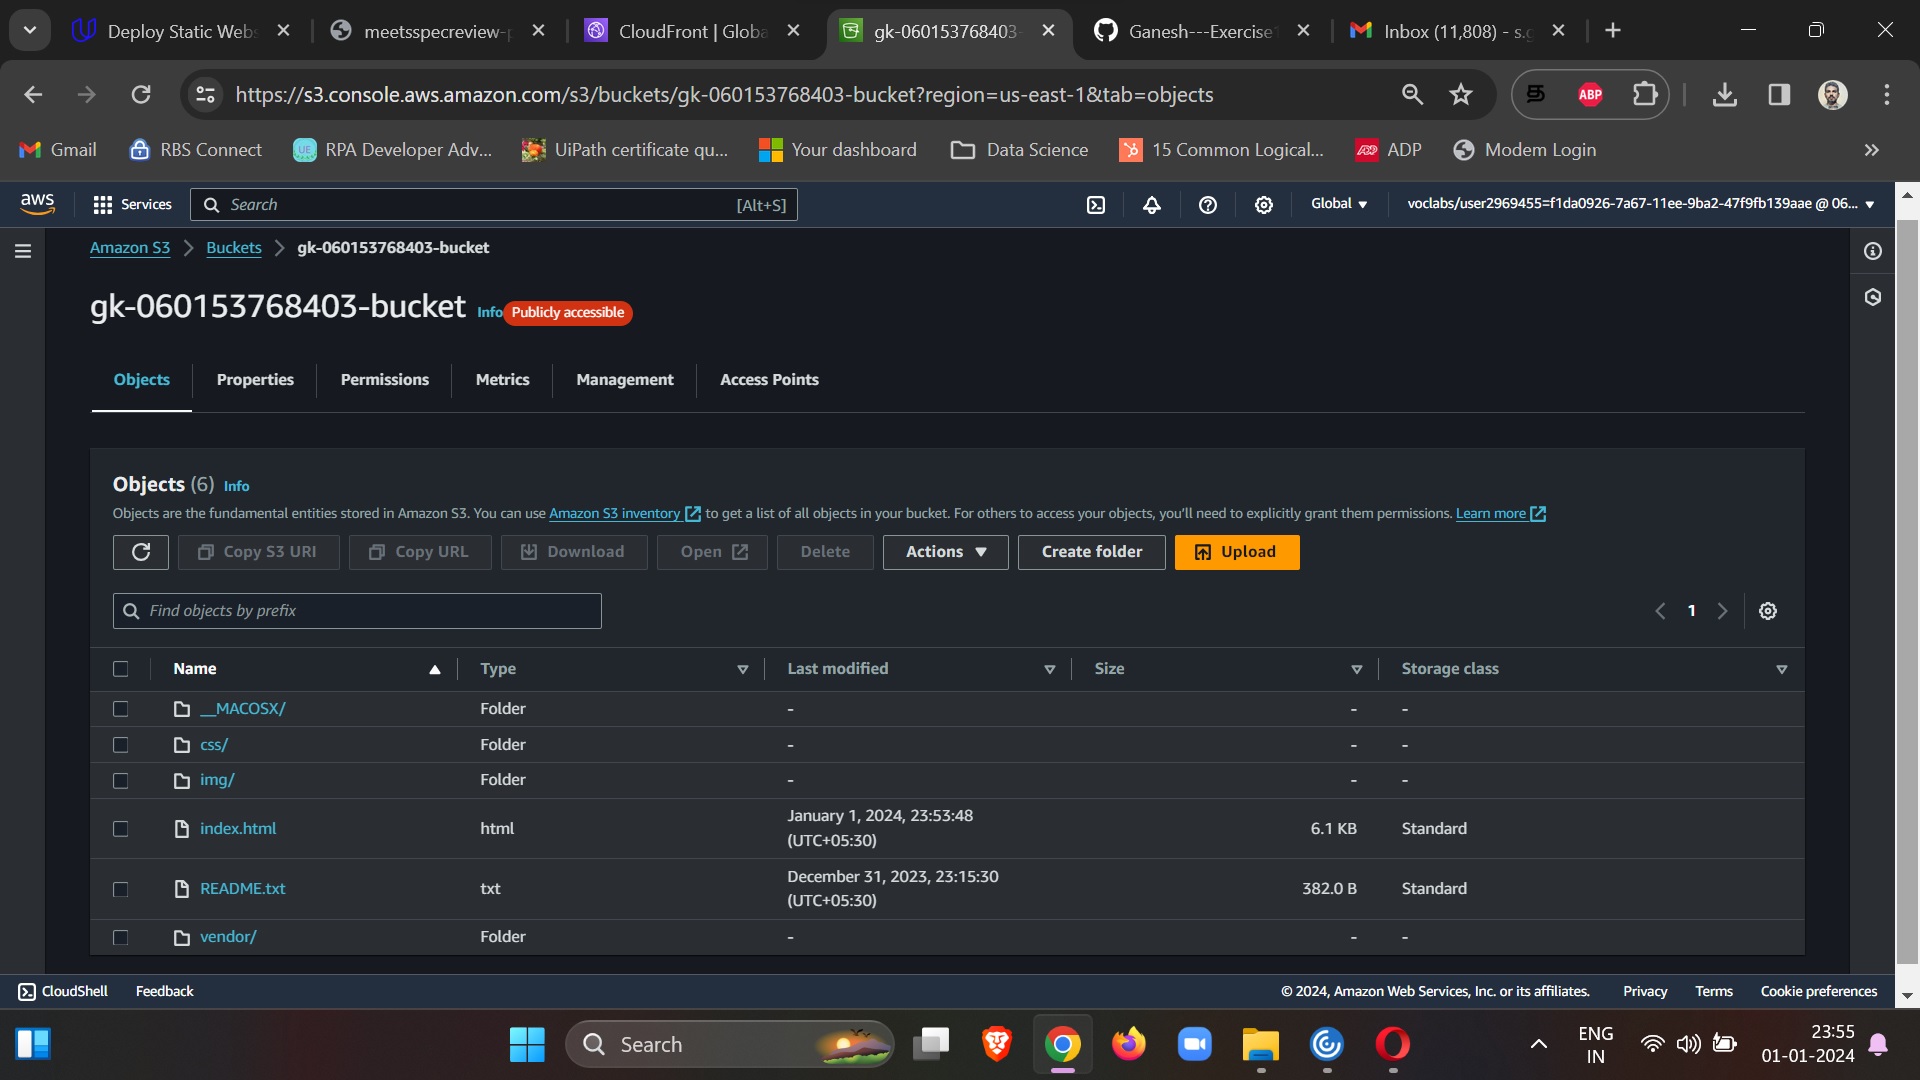 Deploy Static Webs
meetsspecreview-p
CloudFront | Globa
gk-060153768403-
Ganesh---Exercise1
Inbox (11,808) - s.g
https://s3.console.aws.amazon.com/s3/buckets/gk-060153768403-bucket?region=us-east-1&tab=objects
ABP
Gmail
RBS Connect
UE
RPA Developer Adv...
UiPath certificate qu...
Your dashboard
Data Science
15 Common Logical...
ADP
Modem Login
aws
Services
Search
[Alt+S]
Global
voclabs/user2969455=f1da0926-7a67-11ee-9ba2-47f9fb139aae @ 06...
Amazon S3
Buckets
gk-060153768403-bucket
gk-060153768403-bucket
Info
Publicly accessible
Objects
Properties
Permissions
Metrics
Management
Access Points
Objects (6)
Info
Objects are the fundamental entities stored in Amazon S3. You can use Amazon S3 inventory to get a list of all objects in your bucket. For others to access your objects, you'll need to explicitly grant them permissions. Learn more
Copy S3 URI
Copy URL
Download
Open
Delete
Actions
Create folder
Upload
Find objects by prefix
1
Name
Type
Last modified
Size
Storage class
__MACOSX/
Folder
-
-
-
css/
Folder
-
-
-
img/
Folder
-
-
-
index.html
html
January 1, 2024, 23:53:48
(UTC+05:30)
6.1 KB
Standard
README.txt
txt
December 31, 2023, 23:15:30
(UTC+05:30)
382.0 B
Standard
vendor/
Folder
-
-
-
CloudShell
Feedback
© 2024, Amazon Web Services, Inc. or its affiliates.
Privacy
Terms
Cookie preferences
Search
ENG
IN
23:55
01-01-2024